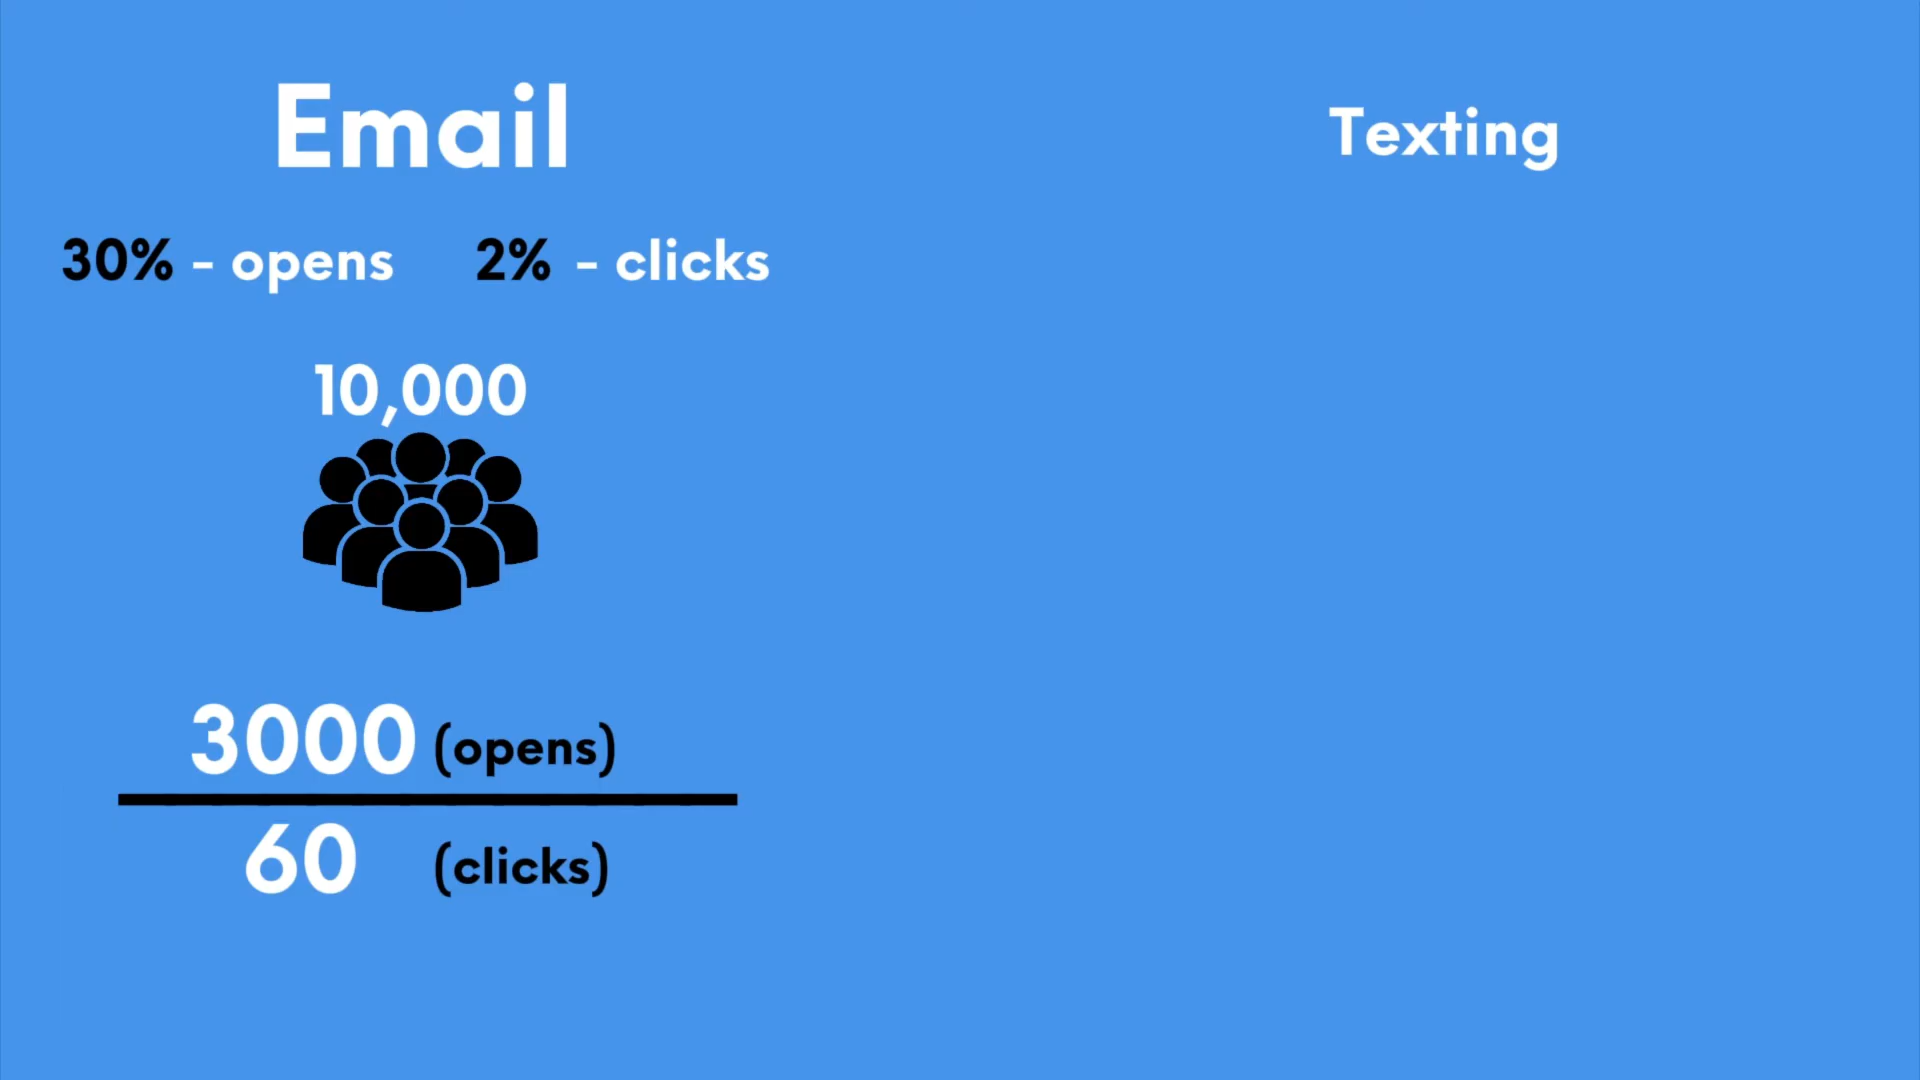 Email
Texting
30% - opens
2% - clicks
10,000
3000 (opens)
60 (clicks)